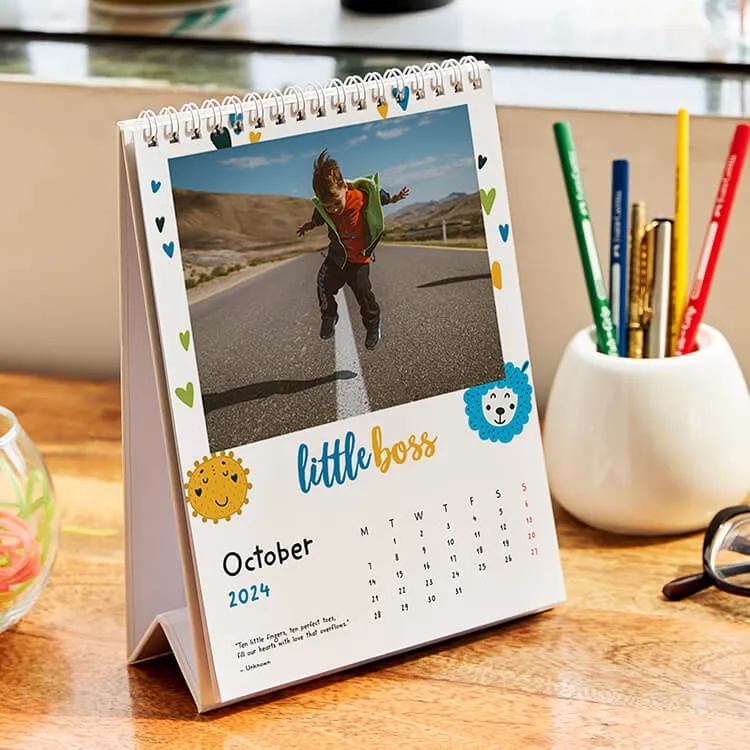 little boss
October
2024
M T W T F S S
1 2 3 4 5 6
7 8 9 10 11 12 13
14 15 16 17 18 19 20
21 22 23 24 25 26 27
28 29 30 31
"Ten little fingers, ten perfect toes,
fill our hearts with love that overflows."
- Unknown